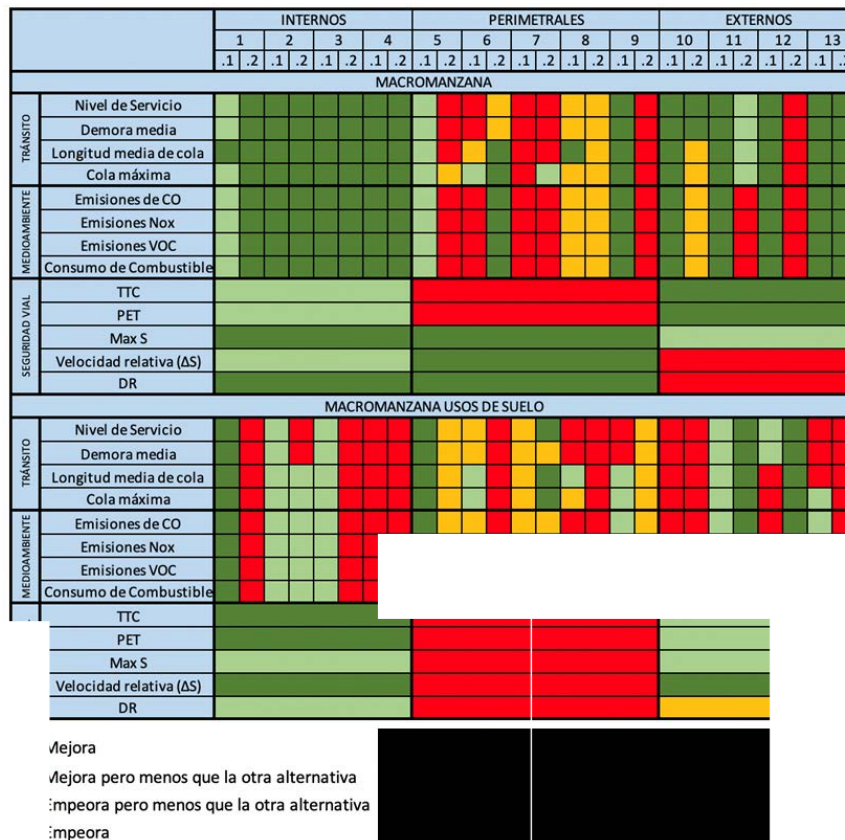 INTERNOS PERIMETRALES EXTERNOS
1 2 3 4 5 6 7 8 9 10 11 12 13
.1 .2 .1 .2 .1 .2 .1 .2 .1 .2 .1 .2 .1 .2 .1 .2 .1 .2 .1 .2 .1 .2 .1 .2 .1
MACROMANZANA
TRÁNSITO
Nivel de Servicio
Demora media
Longitud media de cola
Cola máxima
MEDIOAMBIENTE
Emisiones de CO
Emisiones Nox
Emisiones VOC
Consumo de Combustible
SEGURIDAD VIAL
TTC
PET
Max S
Velocidad relativa (ΔS)
DR
MACROMANZANA USOS DE SUELO
TRÁNSITO
Nivel de Servicio
Demora media
Longitud media de cola
Cola máxima
MEDIOAMBIENTE
Emisiones de CO
Emisiones Nox
Emisiones VOC
Consumo de Combustible
TTC
PET
Max S
Velocidad relativa (ΔS)
DR
Mejora
Mejora pero menos que la otra alternativa
Empeora pero menos que la otra alternativa
Empeora